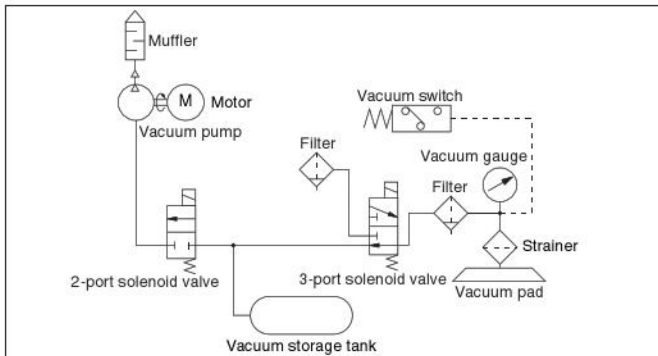 Muffler
M
Motor
Vacuum pump
Vacuum switch
Filter
Vacuum gauge
Filter
Strainer
2-port solenoid valve
3-port solenoid valve
Vacuum pad
Vacuum storage tank